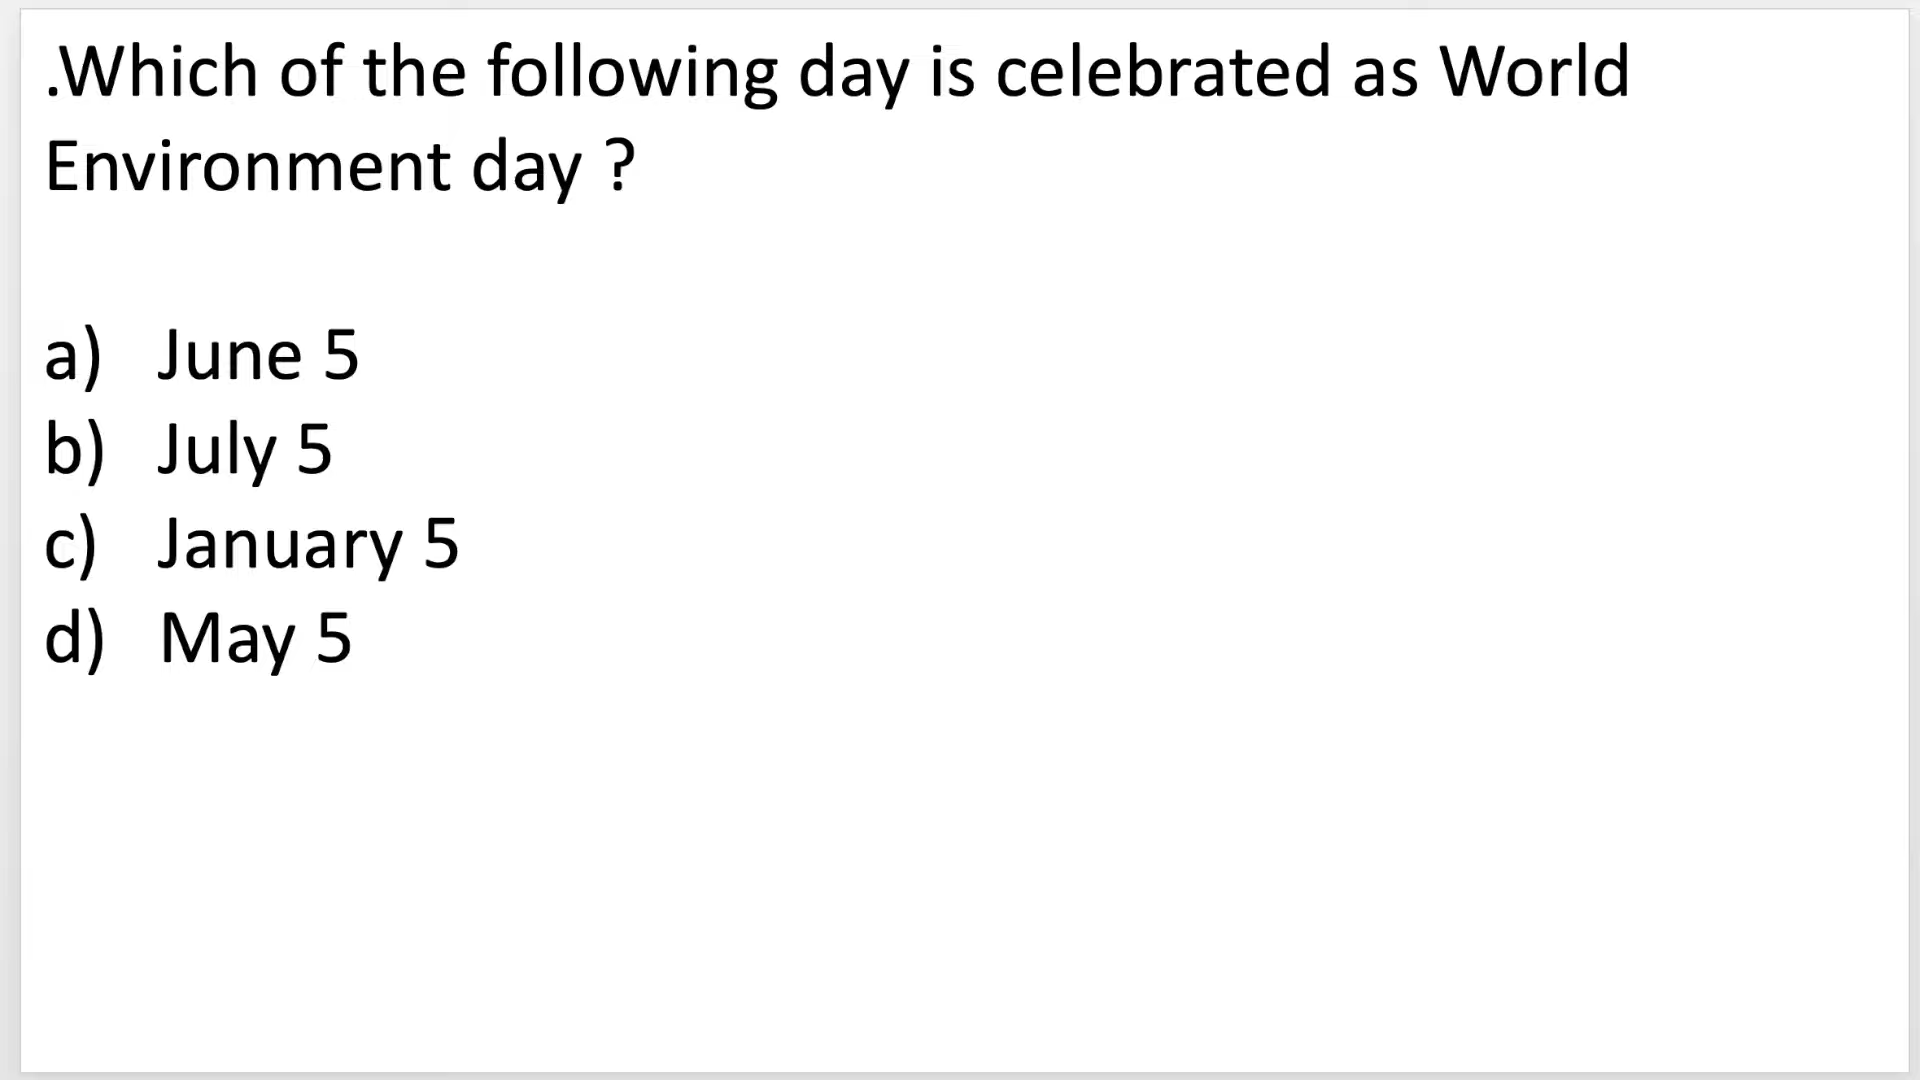 .Which of the following day is celebrated as World
Environment day ?
a) June 5
b) July 5
c) January 5
d) May 5